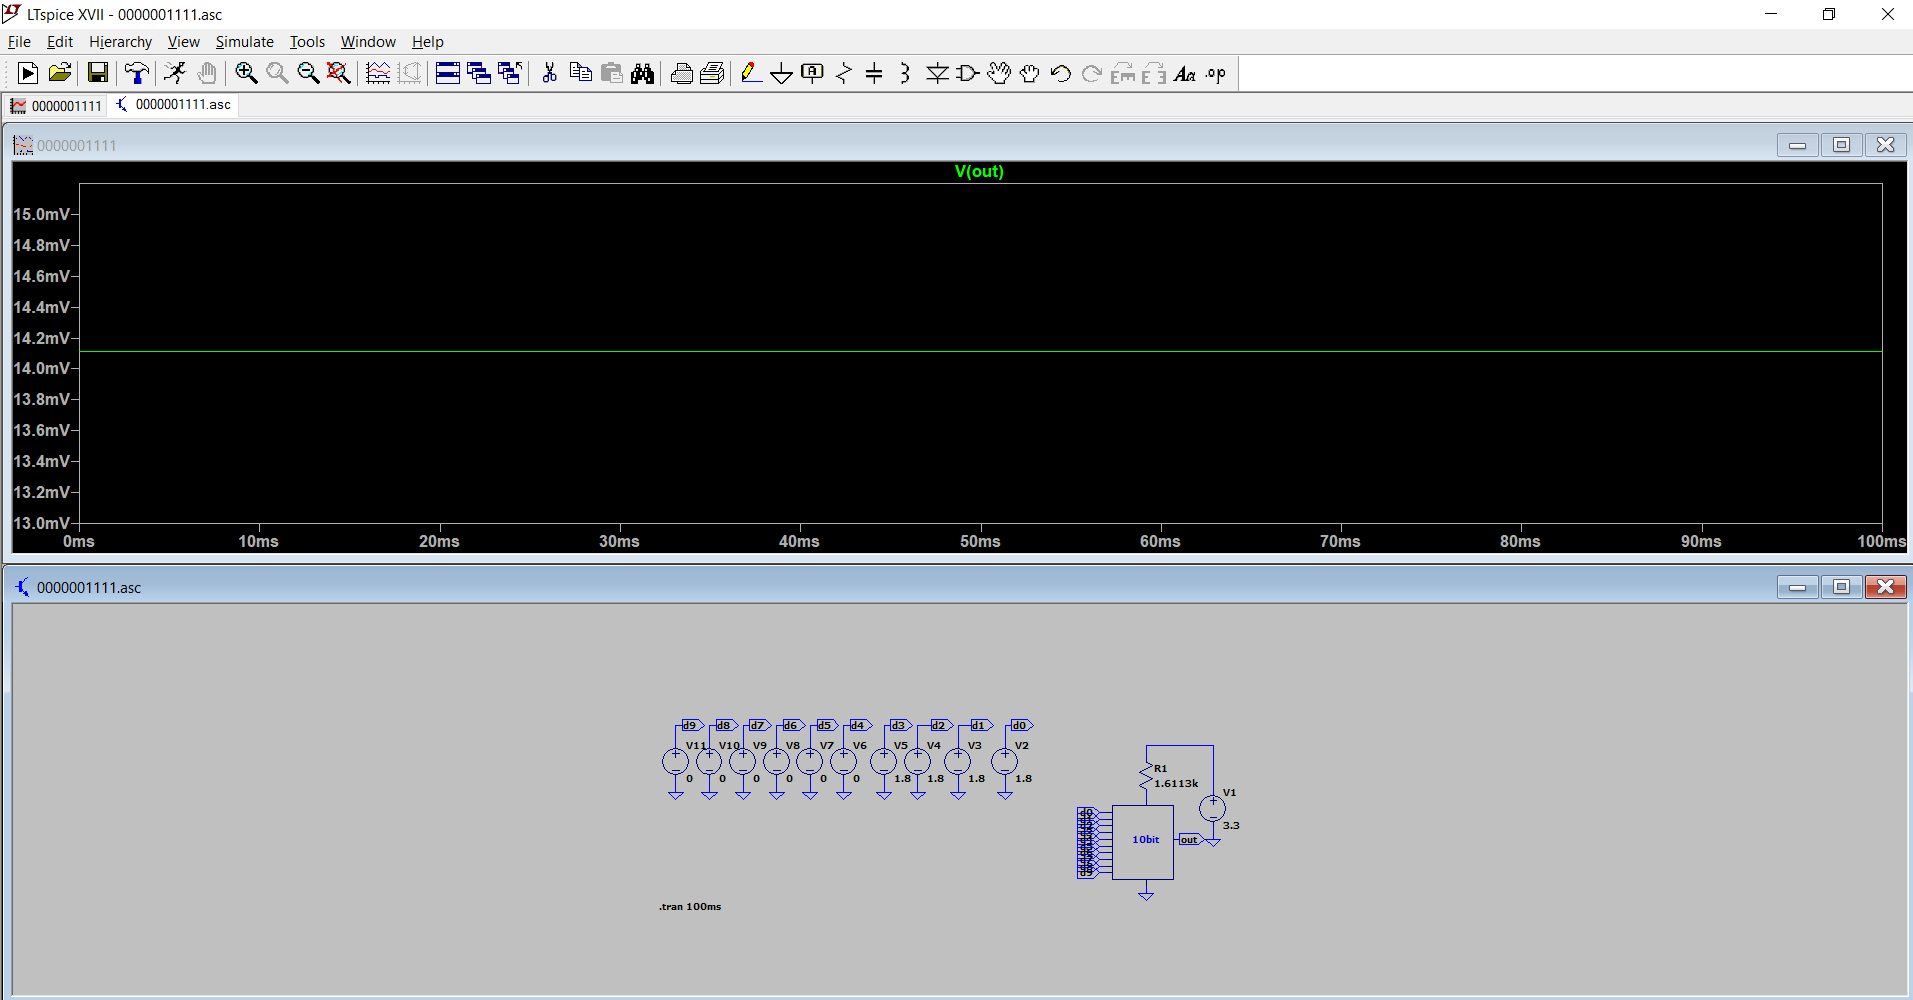 LTspice XVII - 0000001111.asc
File Edit Hierarchy View Simulate Tools Window Help
.op
0000001111 0000001111.asc
0000001111
V(out)
15.0mV
14.8mV
14.6mV
14.4mV
14.2mV
14.0mV
13.8mV
13.6mV
13.4mV
13.2mV
13.0mV
0ms 10ms 20ms 30ms 40ms 50ms 60ms 70ms 80ms 90ms 100ms
0000001111.asc
d9 d8 d7 d6 d5 d4 d3 d2 d1 d0
V11 V10 V9 V8 V7 V6 V5 V4 V3 V2
0 0 0 0 0 0 1.8 1.8 1.8 1.8
R1
1.6113k
V1
3.3
10bit
out
d9
.tran 100ms